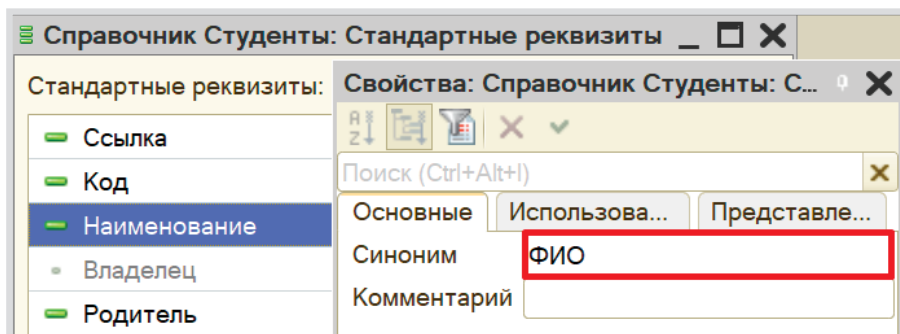 Справочник Студенты: Стандартные реквизиты
Стандартные реквизиты:
Ссылка
Код
Наименование
Владелец
Родитель
Свойства: Справочник Студенты: С...
Поиск (Ctrl+Alt+I)
Основные Использова... Представле...
Синоним ФИО
Комментарий